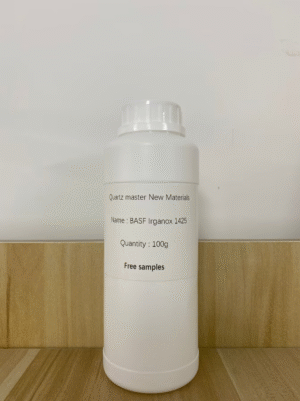 Quartz master New Materials
Name : BASF Irganox 1425
Quantity : 100g
Free samples